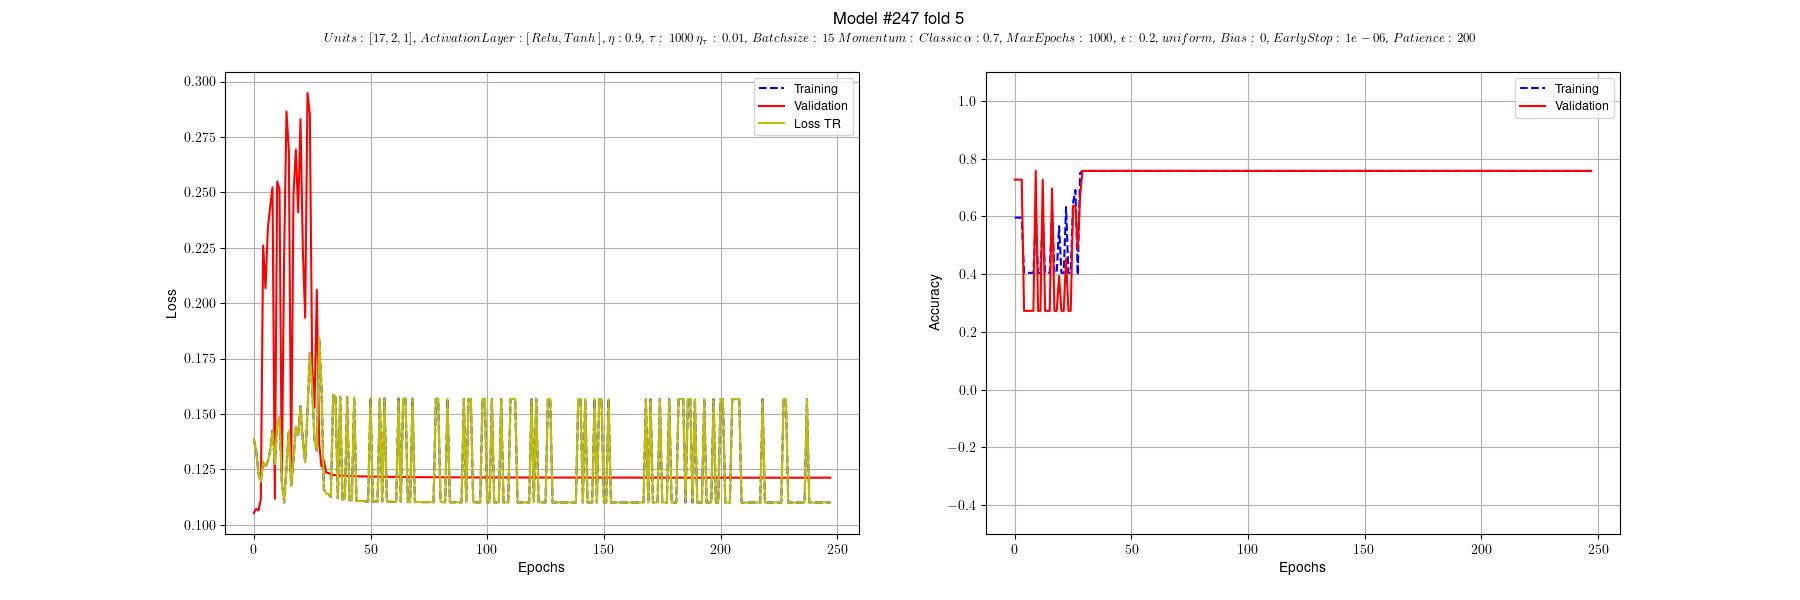 Model #247 fold 5
Units : [17, 2, 1], ActivationLayer : [Relu, Tanh], η : 0.9, τ : 1000 η_τ : 0.01, Batchsize : 15 Momentum : Classic α : 0.7, MaxEpochs : 1000, ϵ : 0.2, uniform, Bias : 0, EarlyStop : 1e − 06, Patience : 200
0.300
0.275
0.250
0.225
0.200
0.175
0.150
0.125
0.100
Loss
0 50 100 150 200 250
Epochs
Training
Validation
Loss TR
1.0
0.8
0.6
0.4
0.2
0.0
−0.2
−0.4
Accuracy
0 50 100 150 200 250
Epochs
Training
Validation